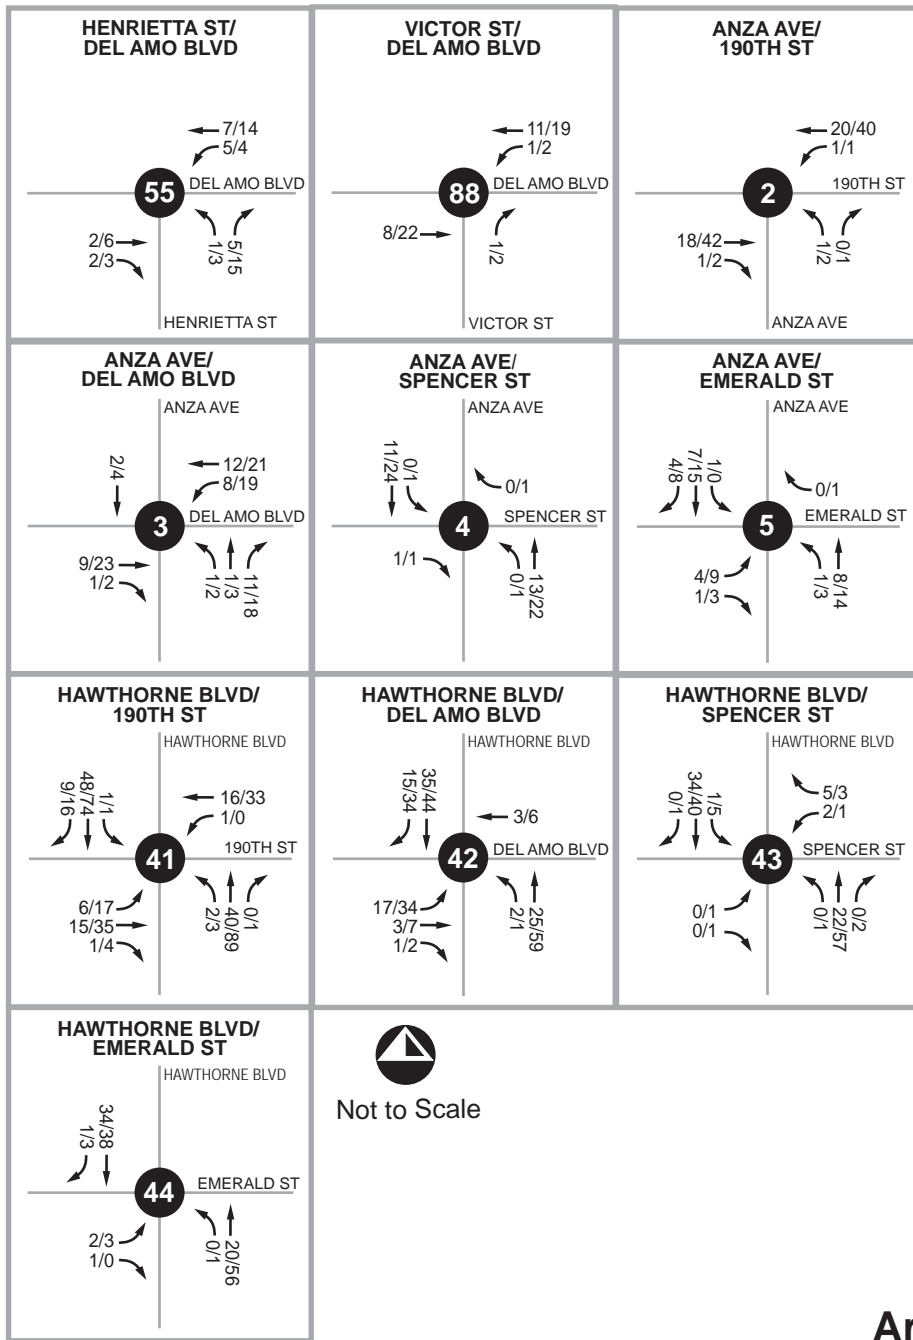 HENRIETTA ST/
DEL AMO BLVD
7/14
5/4
55
DEL AMO BLVD
2/6
2/3
1/3
5/15
HENRIETTA ST
VICTOR ST/
DEL AMO BLVD
11/19
1/2
88
DEL AMO BLVD
8/22
1/2
VICTOR ST
ANZA AVE/
190TH ST
20/40
1/1
2
190TH ST
18/42
1/2
1/2
0/1
ANZA AVE
ANZA AVE/
DEL AMO BLVD
ANZA AVE
2/4
12/21
8/19
3
DEL AMO BLVD
9/23
1/2
1/2
1/3
11/18
ANZA AVE/
SPENCER ST
ANZA AVE
11/24
0/1
0/1
4
SPENCER ST
1/1
0/1
13/22
ANZA AVE/
EMERALD ST
ANZA AVE
4/8
7/15
1/0
0/1
5
EMERALD ST
4/9
1/3
1/3
8/14
HAWTHORNE BLVD/
190TH ST
HAWTHORNE BLVD
9/16
48/74
1/1
16/33
1/0
41
190TH ST
6/17
15/35
1/4
2/3
40/89
0/1
HAWTHORNE BLVD/
DEL AMO BLVD
HAWTHORNE BLVD
15/34
35/44
3/6
42
DEL AMO BLVD
17/34
3/7
1/2
2/1
25/59
HAWTHORNE BLVD/
SPENCER ST
HAWTHORNE BLVD
0/1
34/40
1/5
5/3
2/1
43
SPENCER ST
0/1
0/1
0/1
22/57
0/2
HAWTHORNE BLVD/
EMERALD ST
HAWTHORNE BLVD
1/3
34/38
44
EMERALD ST
2/3
1/0
0/1
20/56
Not to Scale